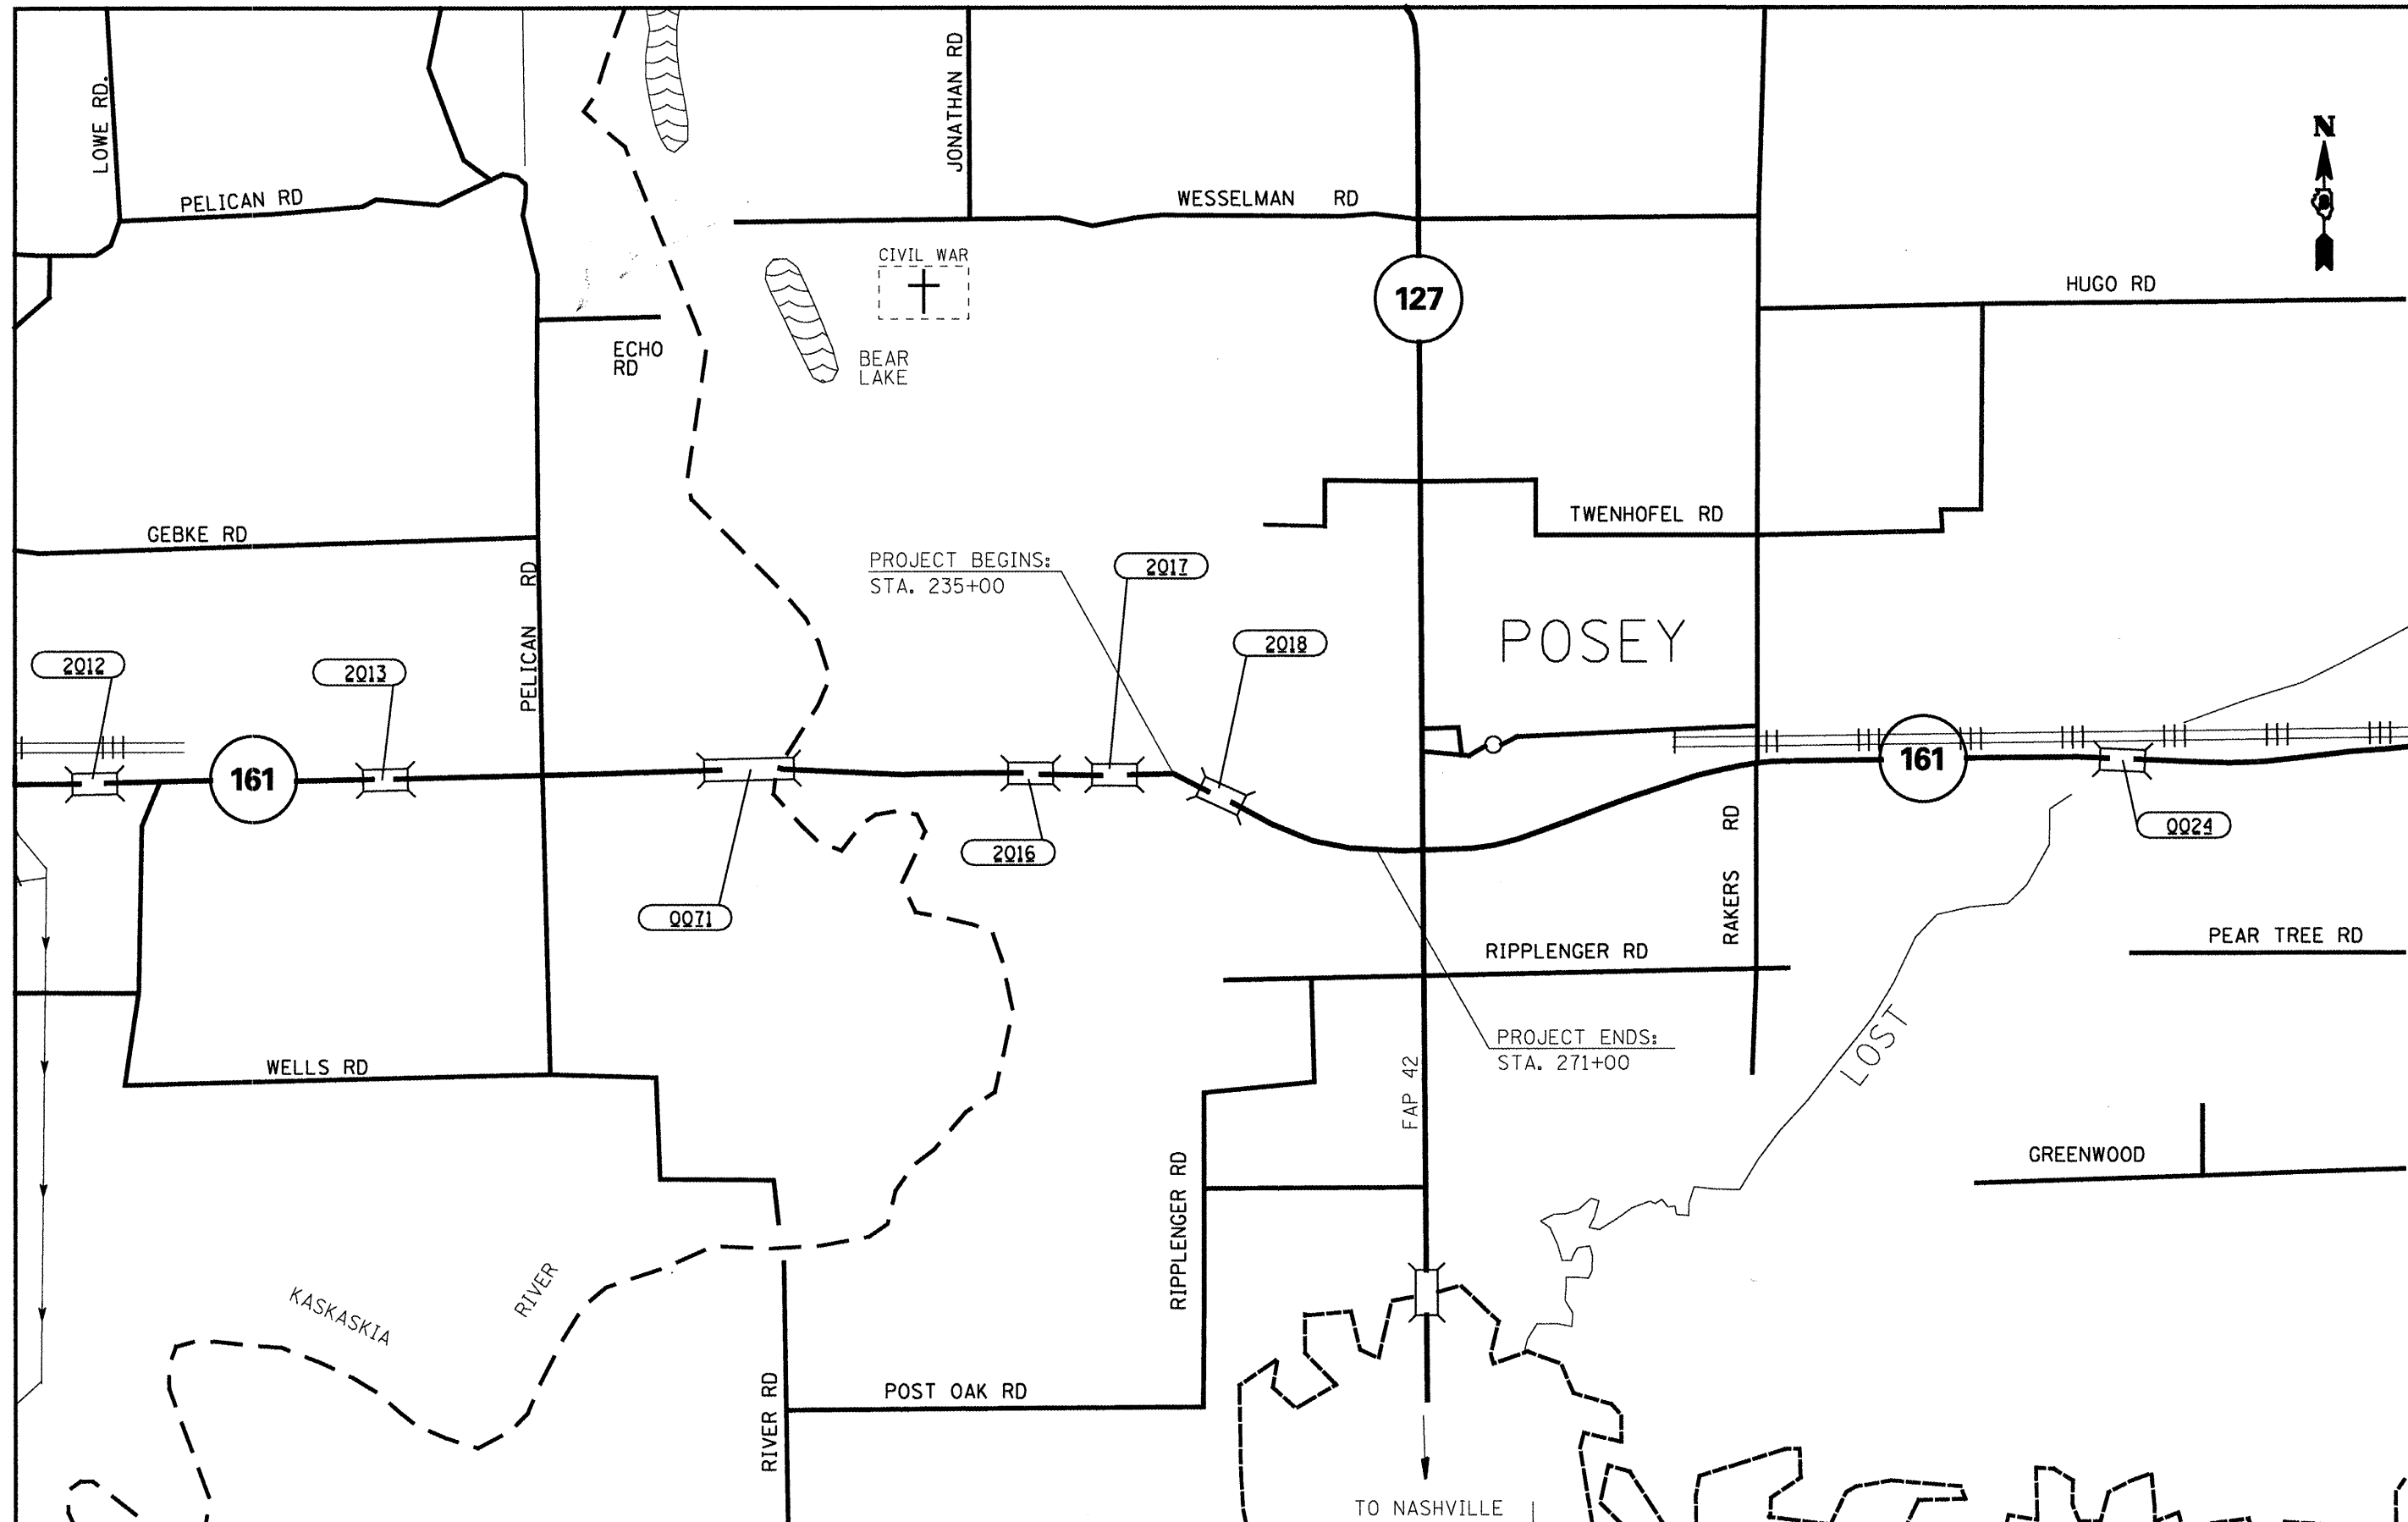 LOWE RD.
JONATHAN RD
N
PELICAN RD
WESSELMAN RD
CIVIL WAR
127
HUGO RD
ECHO
RD
BEAR
LAKE
TWENHOFEL RD
GEBKE RD
PROJECT BEGINS:
STA. 235+00
2017
2018
POSEY
2012
2013
PELICAN RD
161
161
2016
0024
0071
RAKERS RD
RIPPLENGER RD
PEAR TREE RD
PROJECT ENDS:
STA. 271+00
LOST
WELLS RD
FAP 42
GREENWOOD
RIPPLENGER RD
KASKASKIA
RIVER
POST OAK RD
RIVER RD
TO NASHVILLE